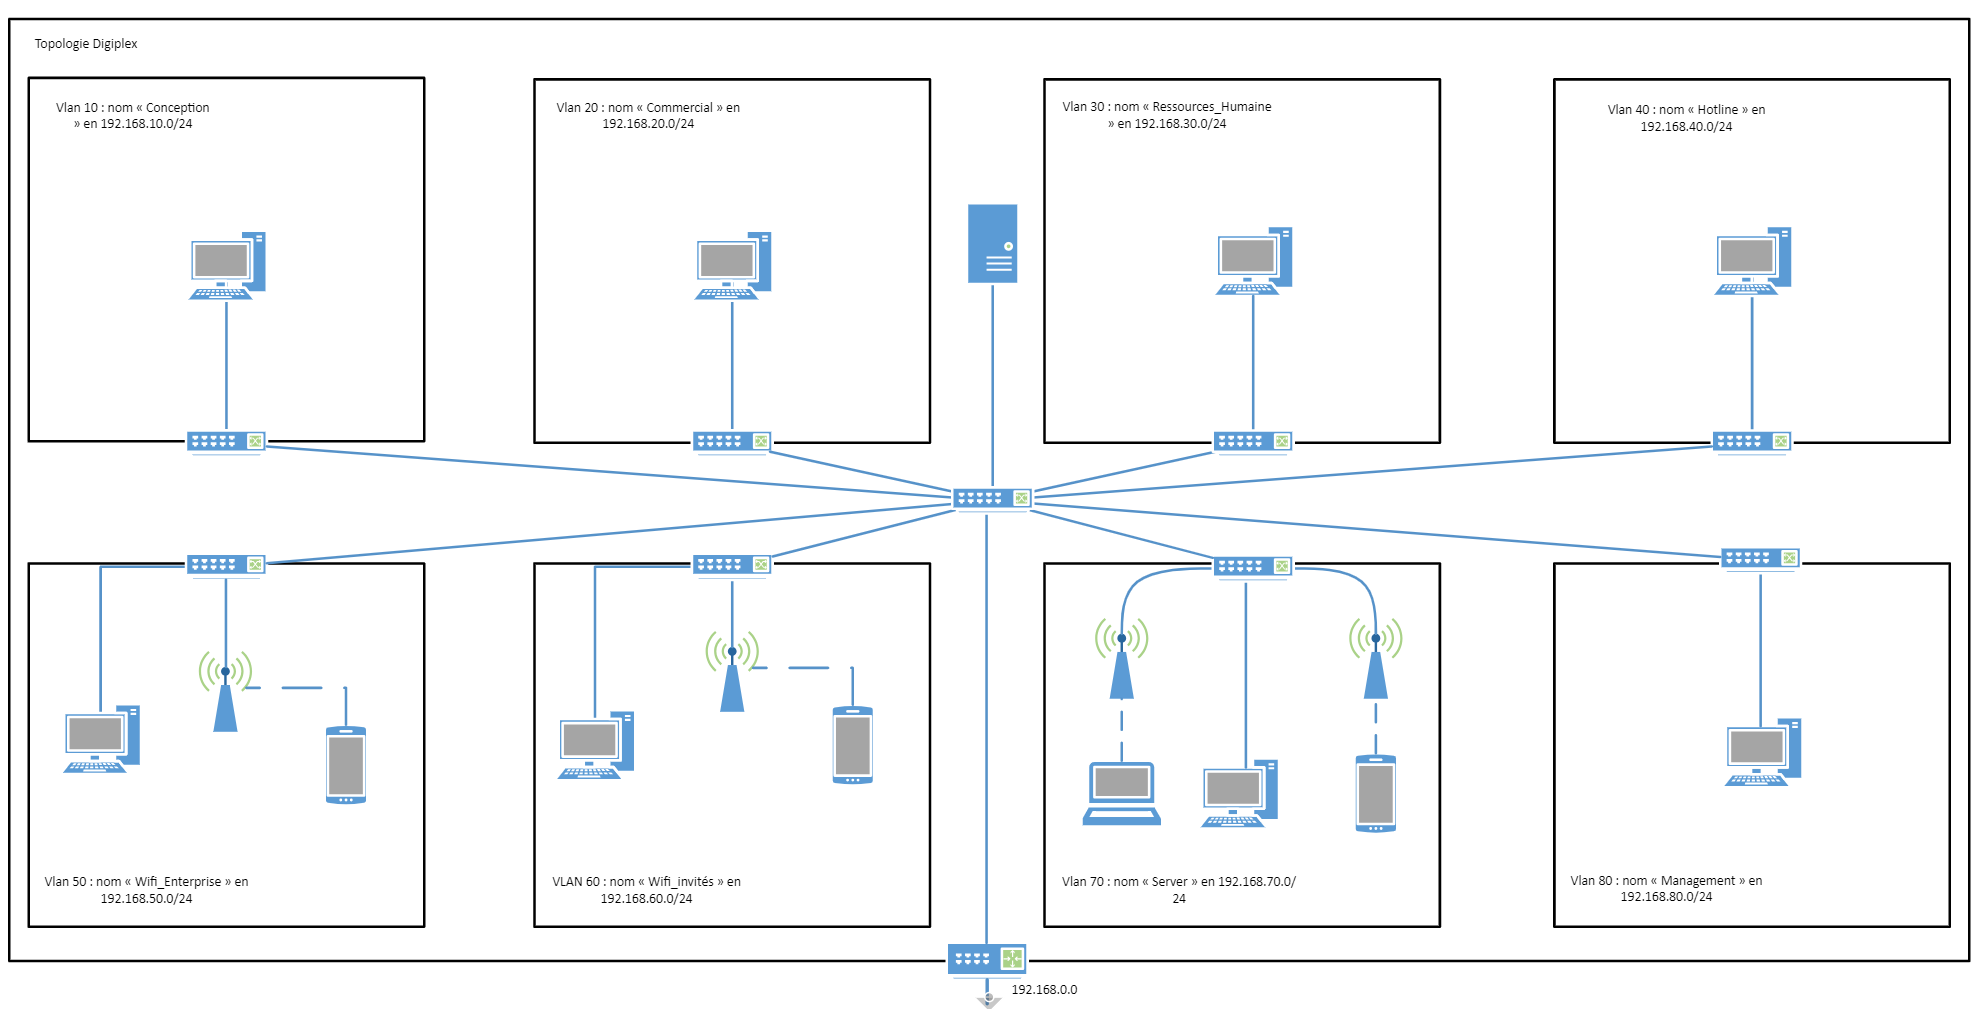 Topologie Digiplex
Vlan 10 : nom « Conception
» en 192.168.10.0/24
Vlan 20 : nom « Commercial » en
192.168.20.0/24
Vlan 30 : nom « Ressources_Humaine
» en 192.168.30.0/24
Vlan 40 : nom « Hotline » en
192.168.40.0/24
Vlan 50 : nom « Wifi_Enterprise » en
192.168.50.0/24
VLAN 60 : nom « Wifi_invités » en
192.168.60.0/24
Vlan 70 : nom « Server » en 192.168.70.0/
24
Vlan 80 : nom « Management » en
192.168.80.0/24
192.168.0.0